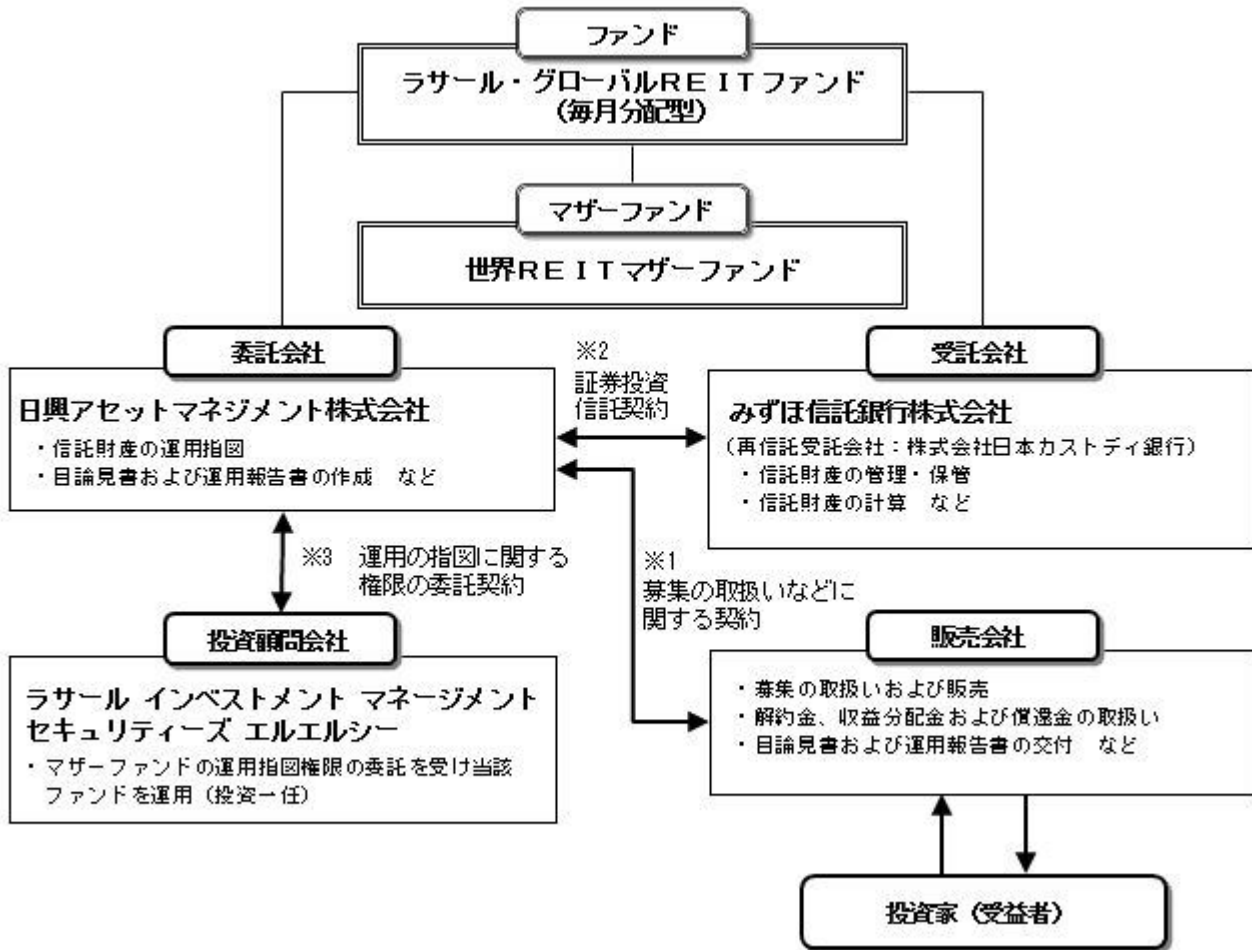 ファンド
ラサール・グローバルREITファンド
(毎月分配型)
マザーファンド
世界REITマザーファンド
委託会社
日興アセットマネジメント株式会社
・信託財産の運用指図
・目論見書および運用報告書の作成 など
※2
証券投資
信託契約
受託会社
みずほ信託銀行株式会社
(再信託受託会社:株式会社日本カストディ銀行)
・信託財産の管理・保管
・信託財産の計算 など
※3 運用の指図に関する
権限の委託契約
※1
募集の取扱いなどに
関する契約
投資顧問会社
ラサール インベストメント マネージメント
セキュリティーズ エルエルシー
・マザーファンドの運用指図権限の委託を受け当該
ファンドを運用(投資一任)
販売会社
・募集の取扱いおよび販売
・解約金、収益分配金および償還金の取扱い
・目論見書および運用報告書の交付 など
投資家(受益者)